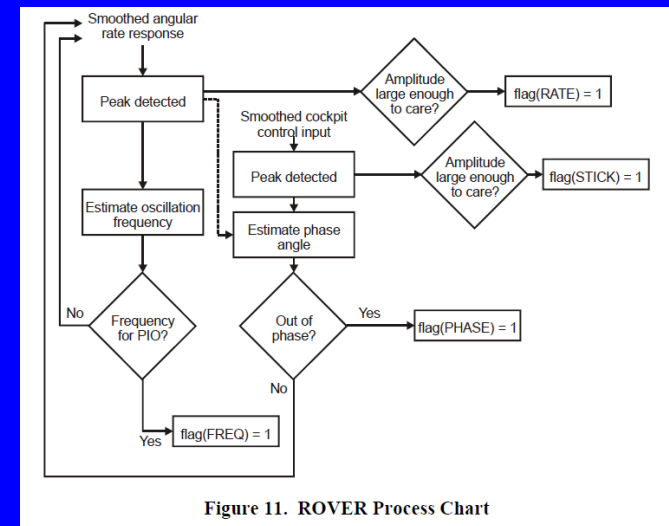 Smoothed angular
rate response
Peak detected
Amplitude
large enough
to care?
flag(RATE) = 1
Smoothed cockpit
control input
Peak detected
Amplitude
large enough
to care?
flag(STICK) = 1
Estimate oscillation
frequency
Estimate phase
angle
No
Frequency
for PIO?
Out of
phase?
Yes
flag(PHASE) = 1
No
Yes
flag(FREQ) = 1
Figure 11. ROVER Process Chart